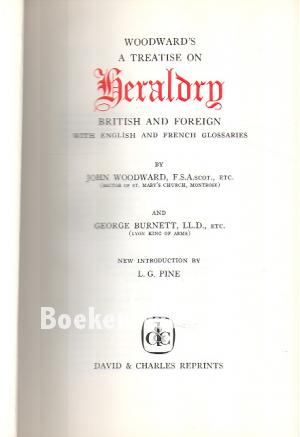 WOODWARD'S
A TREATISE ON
Heraldry
BRITISH AND FOREIGN
WITH ENGLISH AND FRENCH GLOSSARIES
BY
JOHN WOODWARD, F.S.A.SCOT., ETC.
(RECTOR OF ST. MARY'S CHURCH, MONTROSE)
AND
GEORGE BURNETT, LL.D., ETC.
(LYON KING OF ARMS)
NEW INTRODUCTION BY
L. G. PINE
DAVID & CHARLES REPRINTS